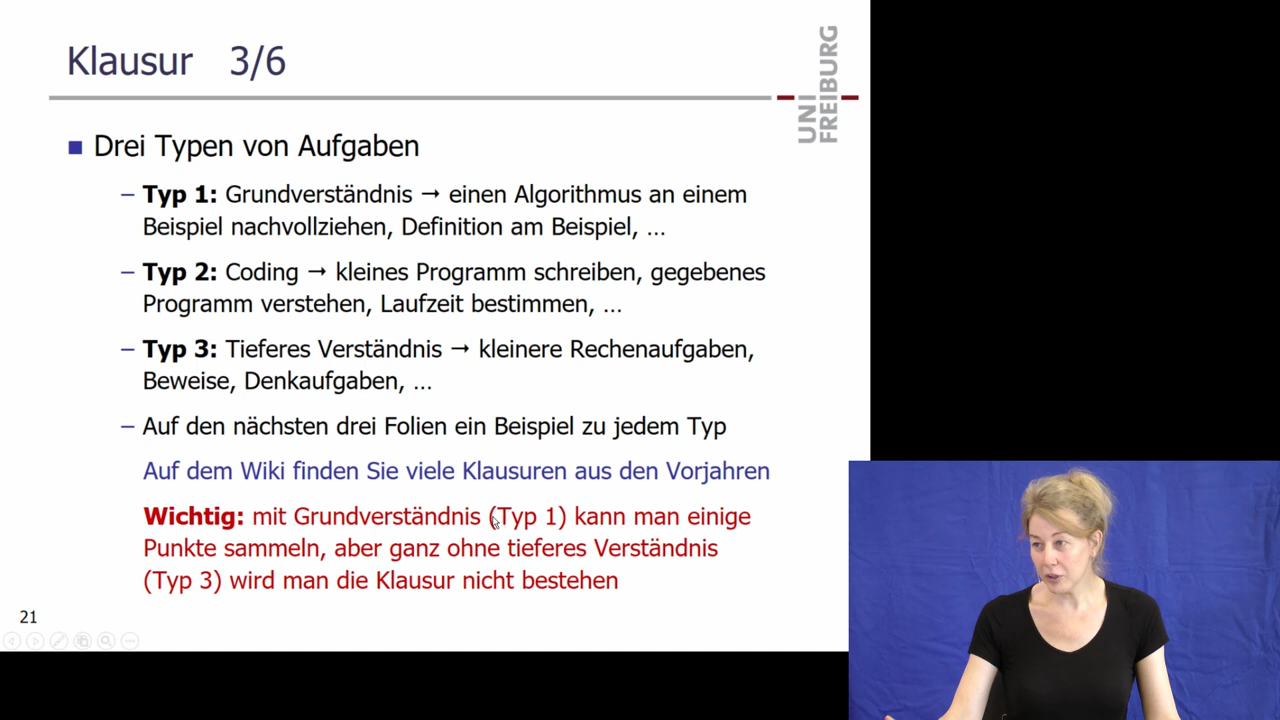 Klausur 3/6
UNI
FREIBURG
Drei Typen von Aufgaben
– Typ 1: Grundverständnis → einen Algorithmus an einem
Beispiel nachvollziehen, Definition am Beispiel, …
– Typ 2: Coding → kleines Programm schreiben, gegebenes
Programm verstehen, Laufzeit bestimmen, …
– Typ 3: Tieferes Verständnis → kleinere Rechenaufgaben,
Beweise, Denkaufgaben, …
– Auf den nächsten drei Folien ein Beispiel zu jedem Typ
Auf dem Wiki finden Sie viele Klausuren aus den Vorjahren
Wichtig: mit Grundverständnis (Typ 1) kann man einige
Punkte sammeln, aber ganz ohne tieferes Verständnis
(Typ 3) wird man die Klausur nicht bestehen
21